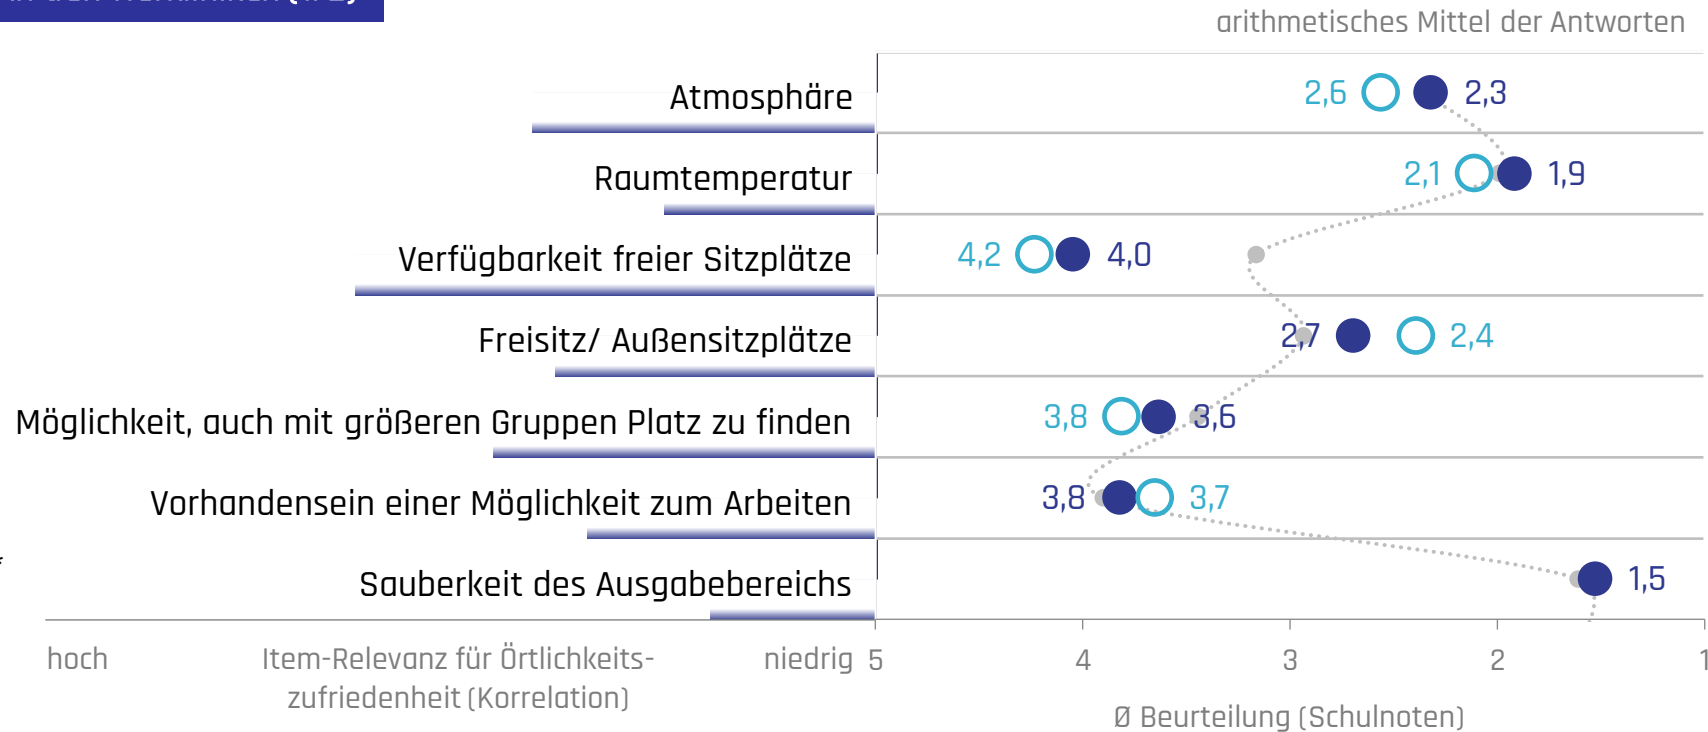 arithmetisches Mittel der Antworten
Atmosphäre
2,6 2,3
Raumtemperatur
2,1 1,9
Verfügbarkeit freier Sitzplätze
4,2 4,0
Freisitz/ Außensitzplätze
2,7 2,4
Möglichkeit, auch mit größeren Gruppen Platz zu finden
3,8 3,6
Vorhandensein einer Möglichkeit zum Arbeiten
3,8 3,7
*
Sauberkeit des Ausgabebereichs
1,5
hoch Item-Relevanz für Örtlichkeits- niedrig 5 4 3 2 1
zufriedenheit (Korrelation)
Ø Beurteilung (Schulnoten)